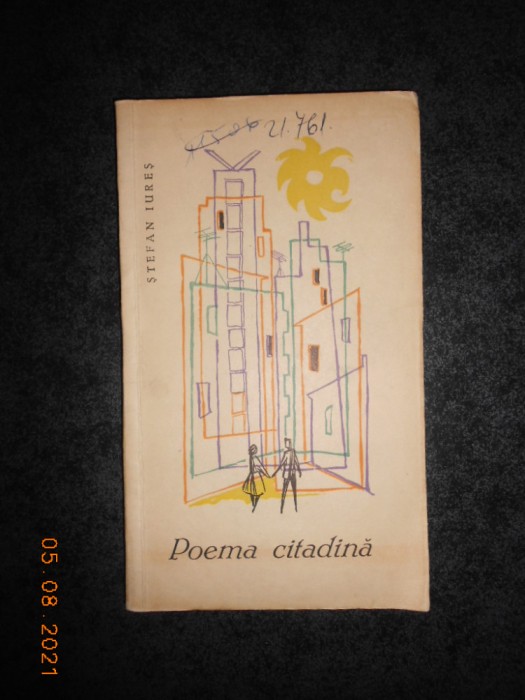 21.761.
ȘTEFAN IUREȘ
Poema citadină
05.08.2021